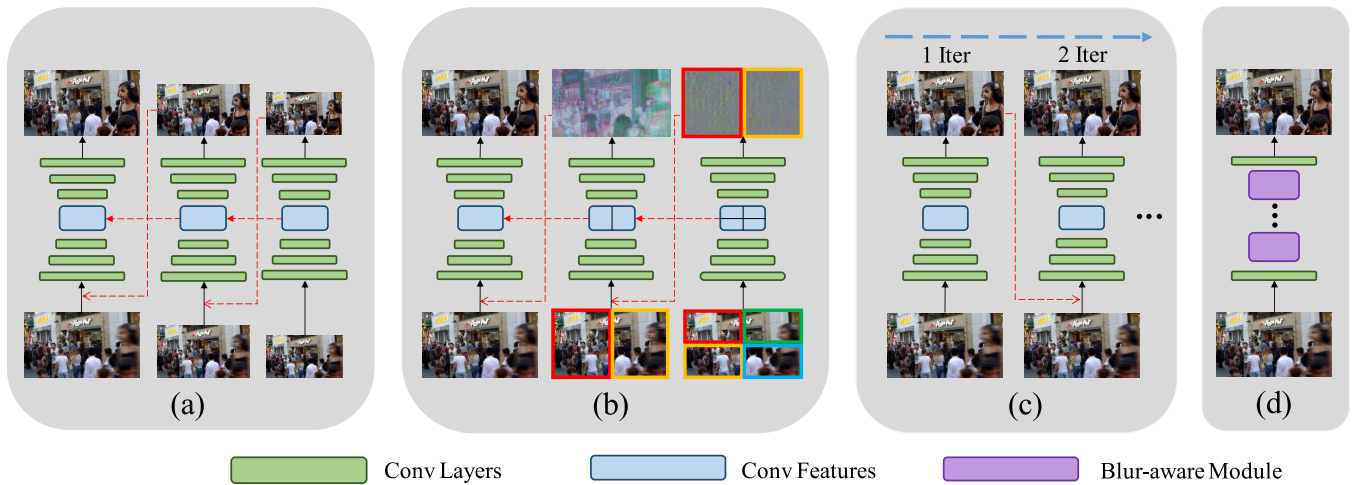 1 Iter 2 Iter
(a) (b) (c) (d)
Conv Layers Conv Features Blur-aware Module